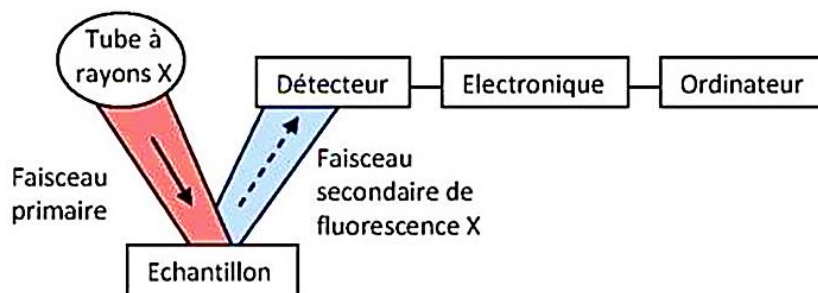 Tube à
rayons X
Détecteur
Electronique
Ordinateur
Faisceau
primaire
Faisceau
secondaire de
fluorescence X
Echantillon